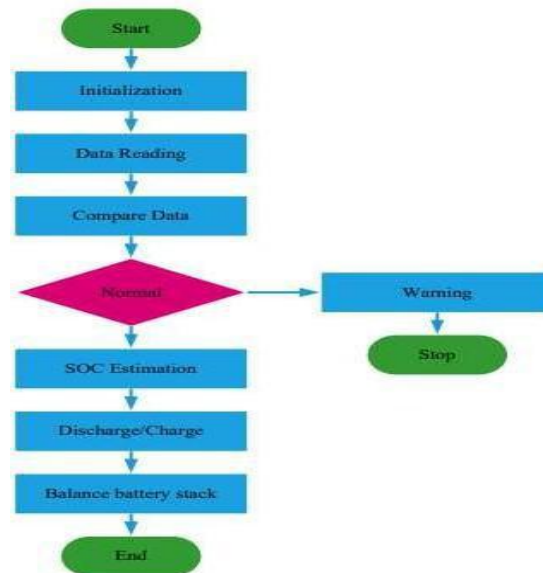 Start
Initialization
Data Reading
Compare Data
Normal
Warning
Stop
SOC Estimation
Discharge/Charge
Balance battery stack
End